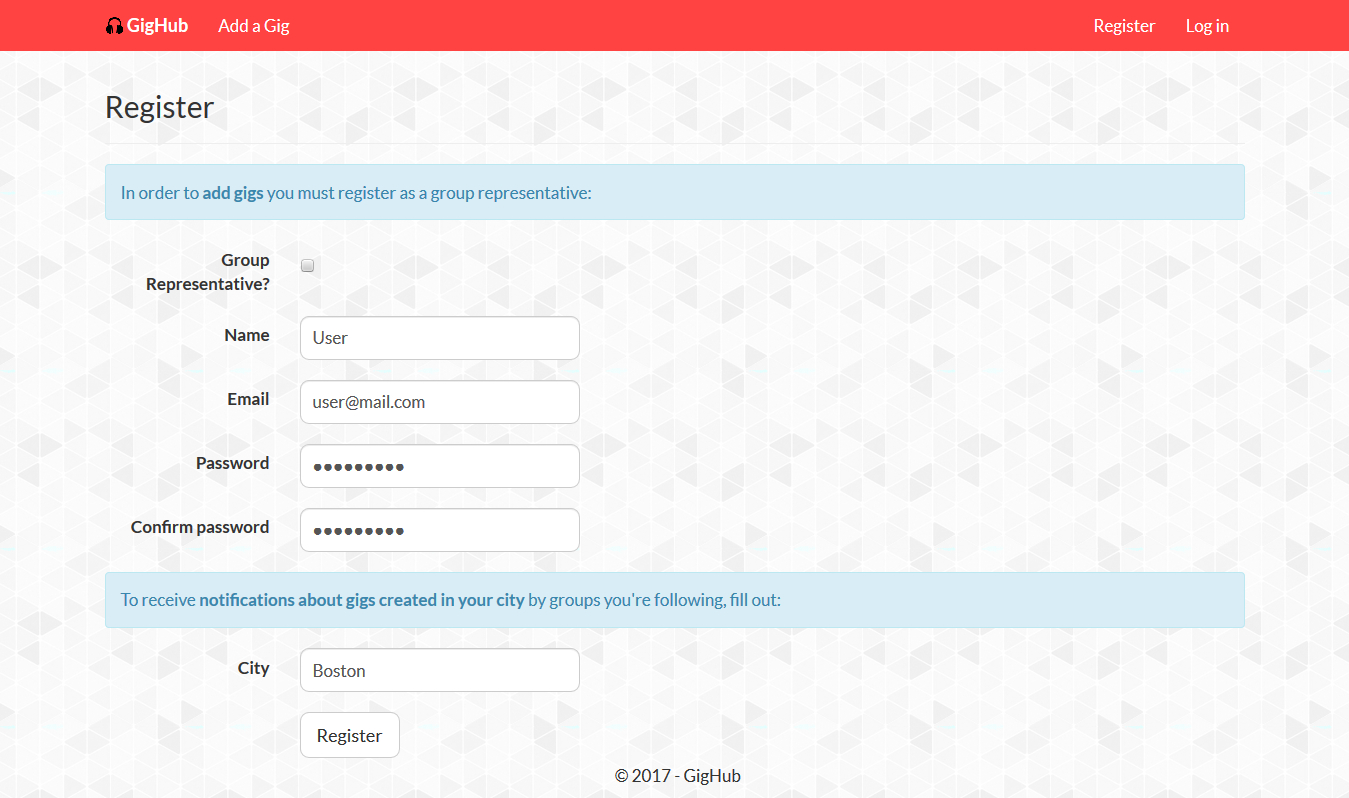 GigHub Add a Gig Register Log in
Register
In order to add gigs you must register as a group representative:
Group
Representative?
Name User
Email user@mail.com
Password •••••••••
Confirm password •••••••••
To receive notifications about gigs created in your city by groups you're following, fill out:
City Boston
Register
© 2017 - GigHub